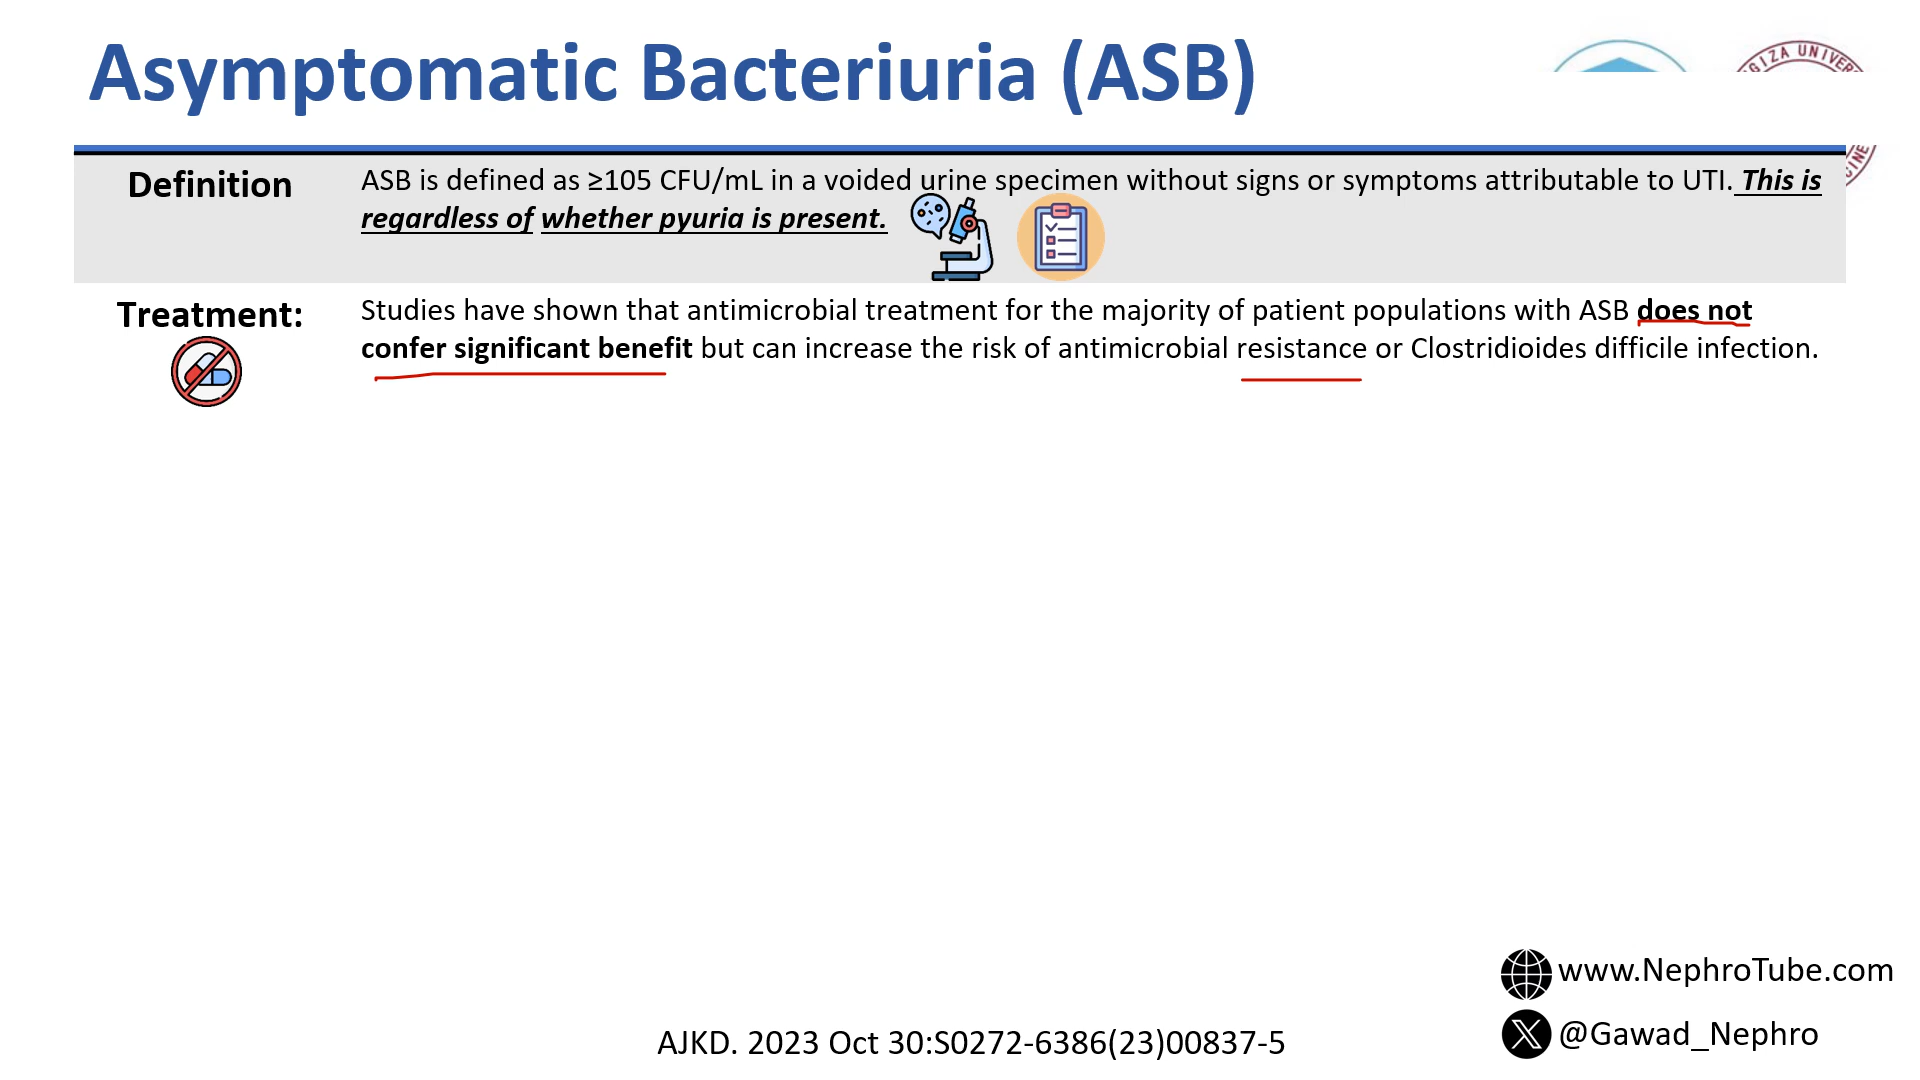 Asymptomatic Bacteriuria (ASB)
GIZA UNIVER
Definition
ASB is defined as ≥105 CFU/mL in a voided urine specimen without signs or symptoms attributable to UTI. This is
regardless of whether pyuria is present.
Treatment:
Studies have shown that antimicrobial treatment for the majority of patient populations with ASB does not
confer significant benefit but can increase the risk of antimicrobial resistance or Clostridioides difficile infection.
www.NephroTube.com
@Gawad_Nephro
AJKD. 2023 Oct 30:S0272-6386(23)00837-5